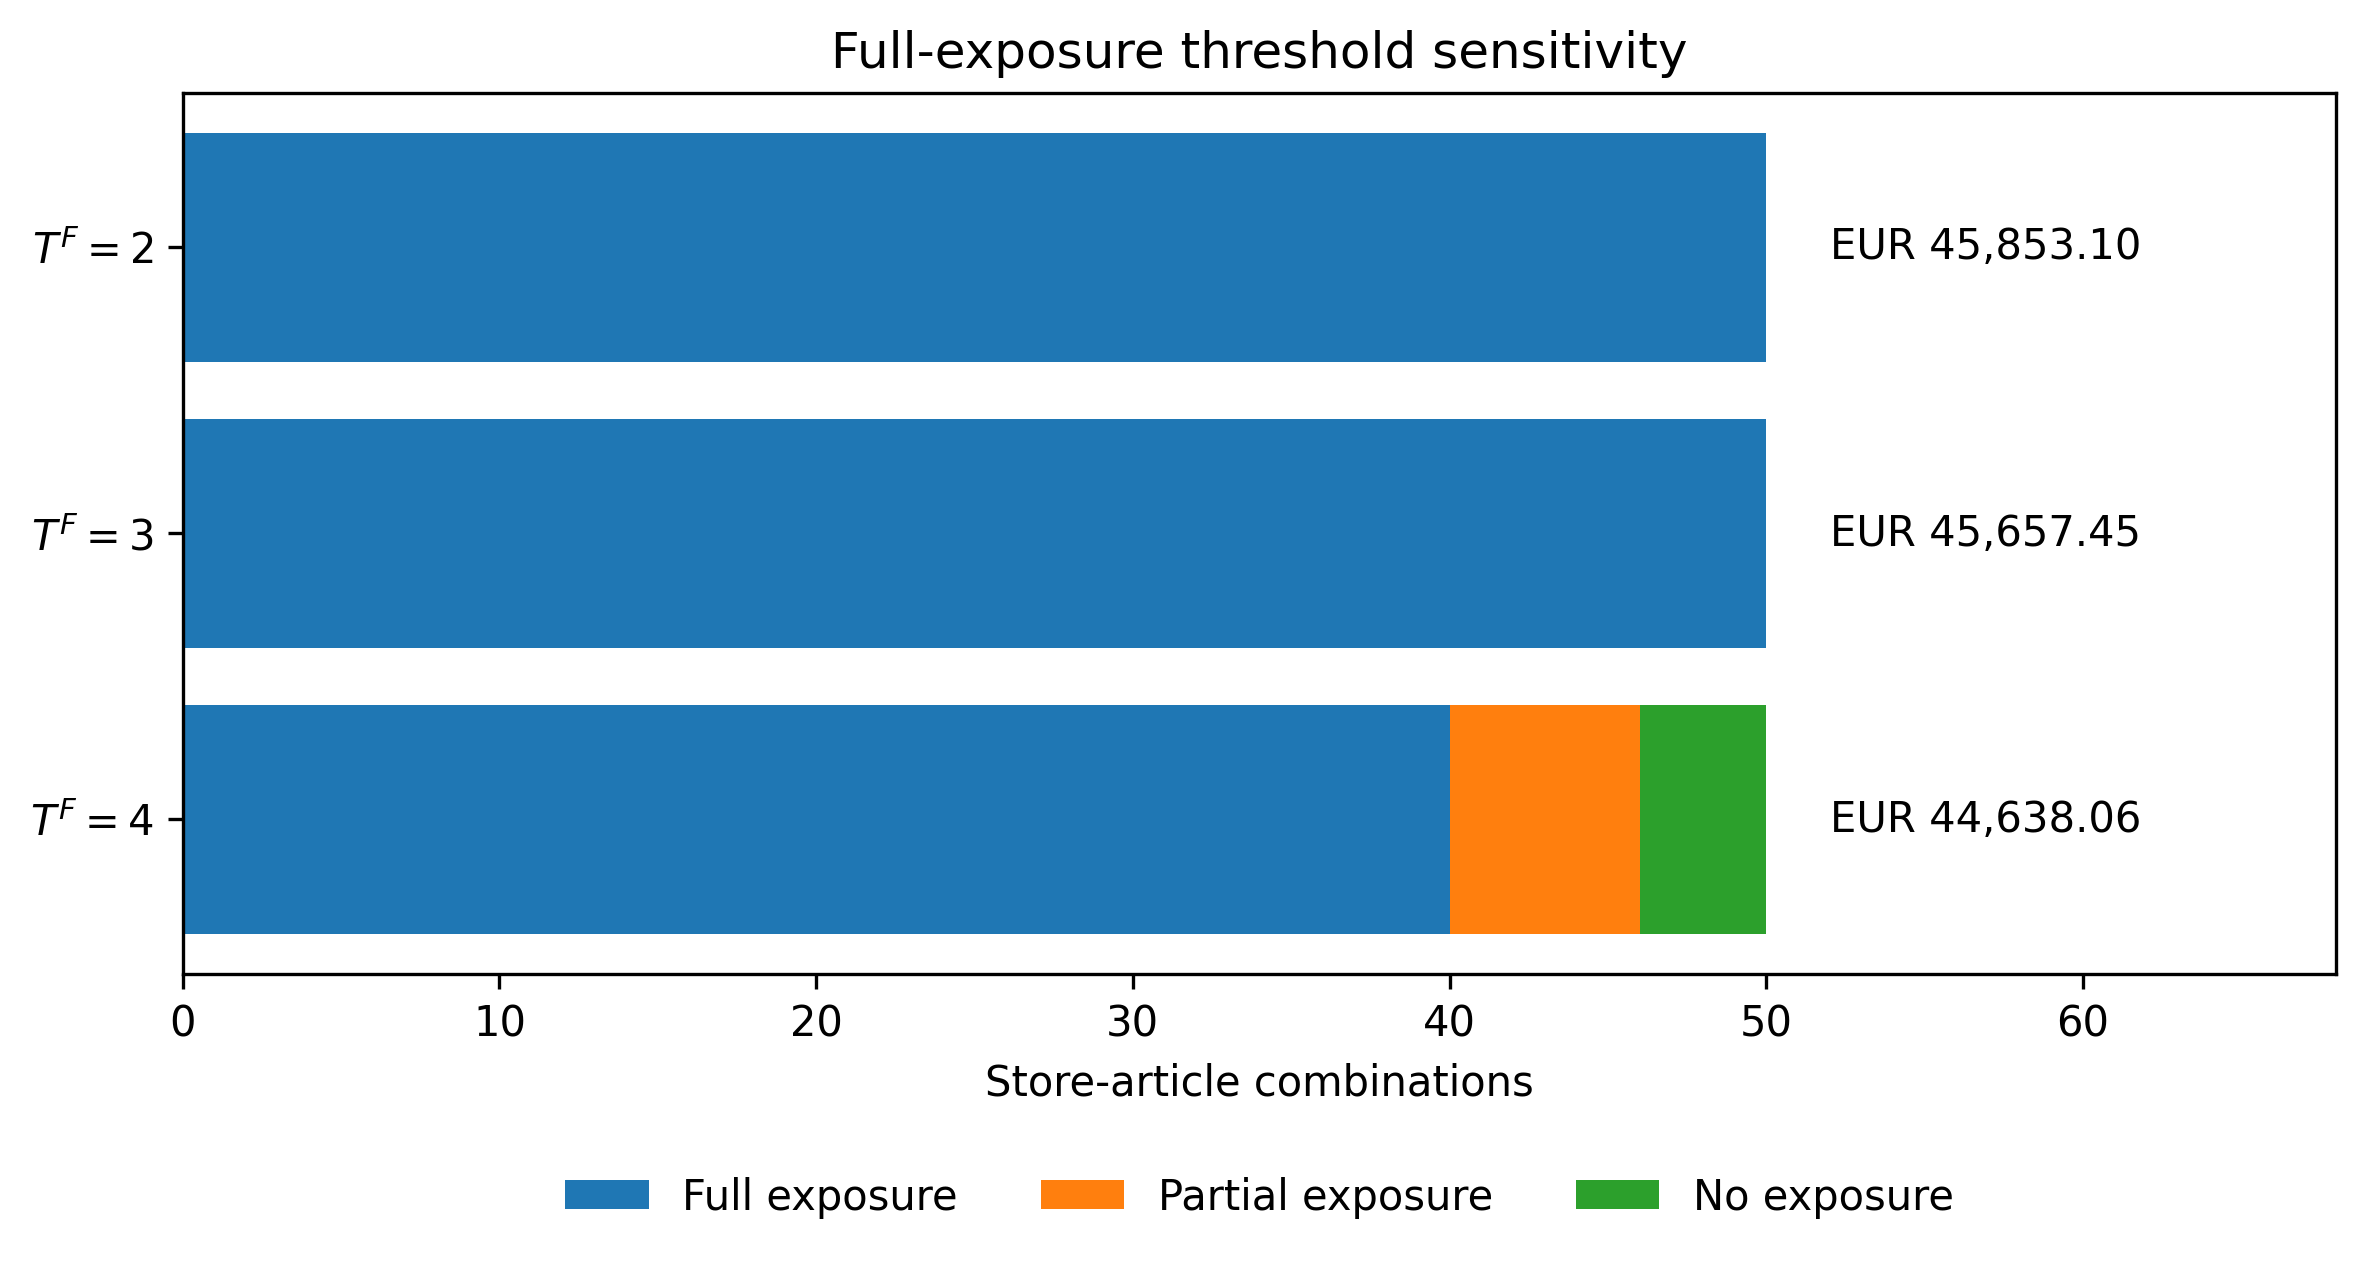 Full-exposure threshold sensitivity
T^F = 2
EUR 45,853.10
T^F = 3
EUR 45,657.45
T^F = 4
EUR 44,638.06
0 10 20 30 40 50 60
Store-article combinations
Full exposure Partial exposure No exposure